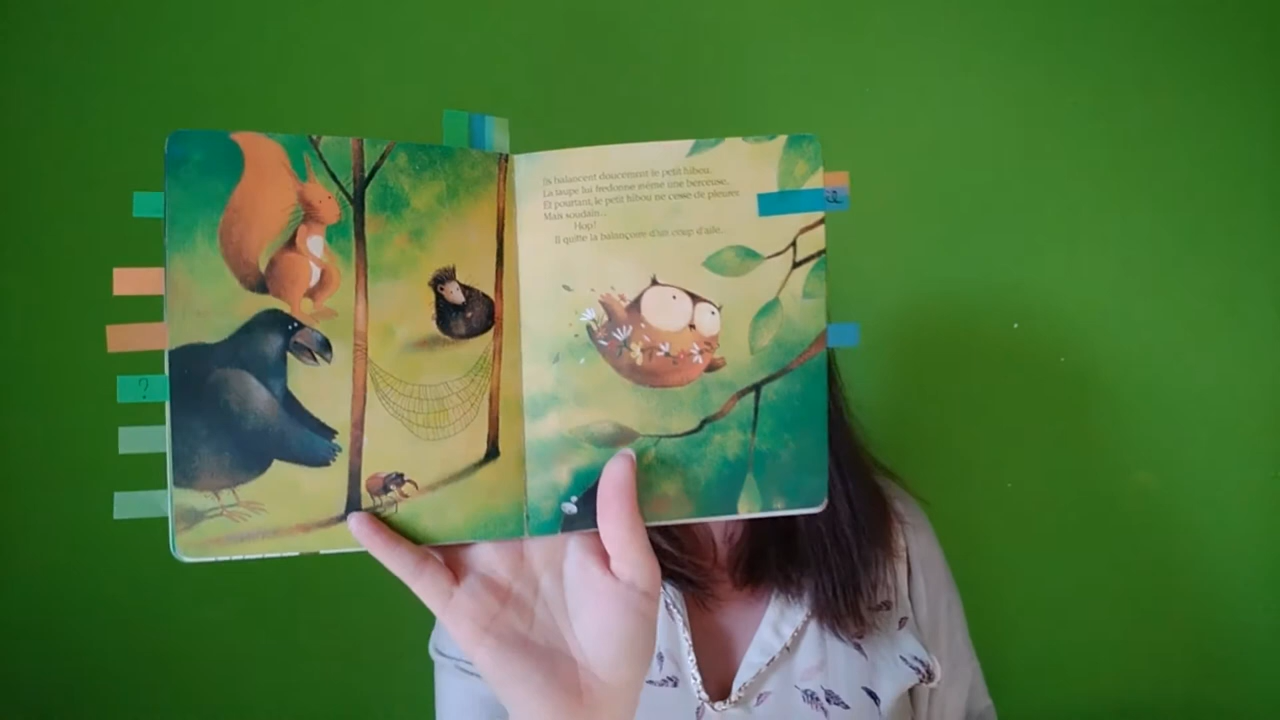 Ils balancent doucement le petit hibou.
La taupe lui fredonne même une berceuse.
Et pourtant, le petit hibou ne cesse de pleurer.
Mais soudain...
Hop!
Il quitte la balançoire d'un coup d'aile...
?